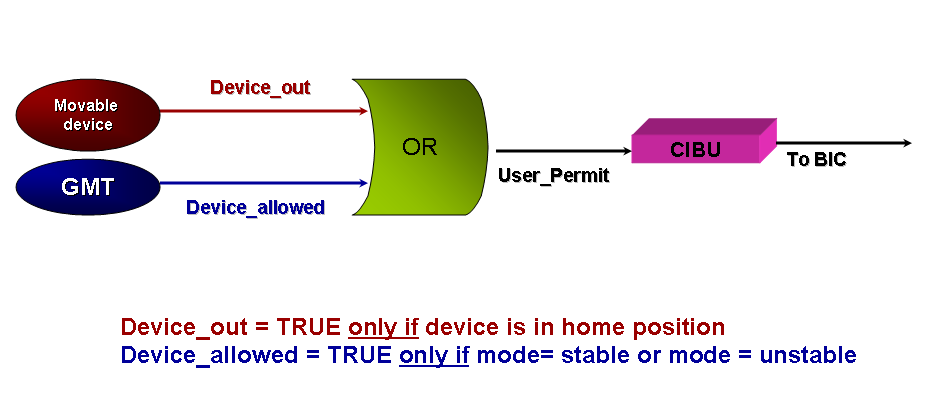 Device_out
Movable
device
OR
CIBU
To BIC
User_Permit
GMT
Device_allowed
Device_out = TRUE only if device is in home position
Device_allowed = TRUE only if mode= stable or mode = unstable